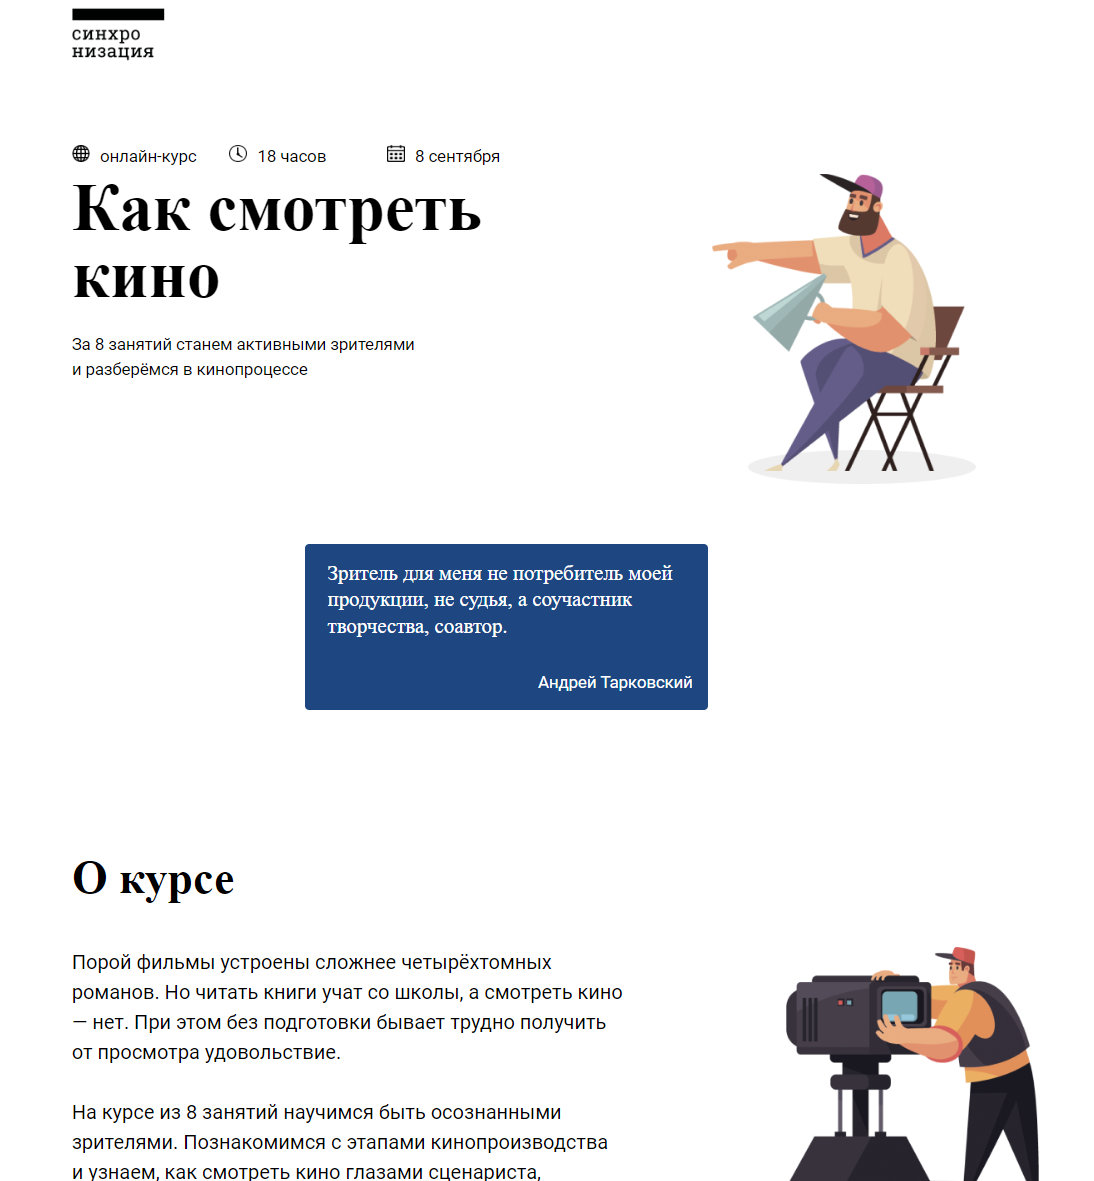 синхро
низация
онлайн-курс 18 часов 8 сентября
Как смотреть
кино
За 8 занятий станем активными зрителями
и разберёмся в кинопроцессе
Зритель для меня не потребитель моей
продукции, не судья, а соучастник
творчества, соавтор.
Андрей Тарковский
О курсе
Порой фильмы устроены сложнее четырёхтомных
романов. Но читать книги учат со школы, а смотреть кино
— нет. При этом без подготовки бывает трудно получить
от просмотра удовольствие.
На курсе из 8 занятий научимся быть осознанными
зрителями. Познакомимся с этапами кинопроизводства
и узнаем, как смотреть кино глазами сценариста,